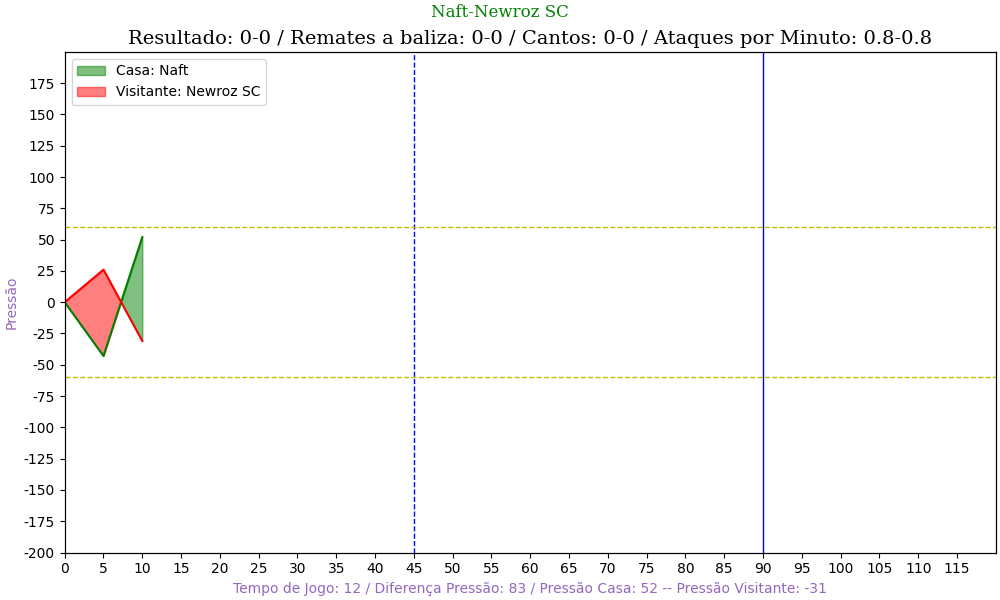 Naft-Newroz SC
Resultado: 0-0 / Remates a baliza: 0-0 / Cantos: 0-0 / Ataques por Minuto: 0.8-0.8
Casa: Naft
Visitante: Newroz SC
175
150
125
100
75
50
25
0
-25
-50
-75
-100
-125
-150
-175
-200
Pressão
0 5 10 15 20 25 30 35 40 45 50 55 60 65 70 75 80 85 90 95 100 105 110 115
Tempo de Jogo: 12 / Diferença Pressão: 83 / Pressão Casa: 52 -- Pressão Visitante: -31